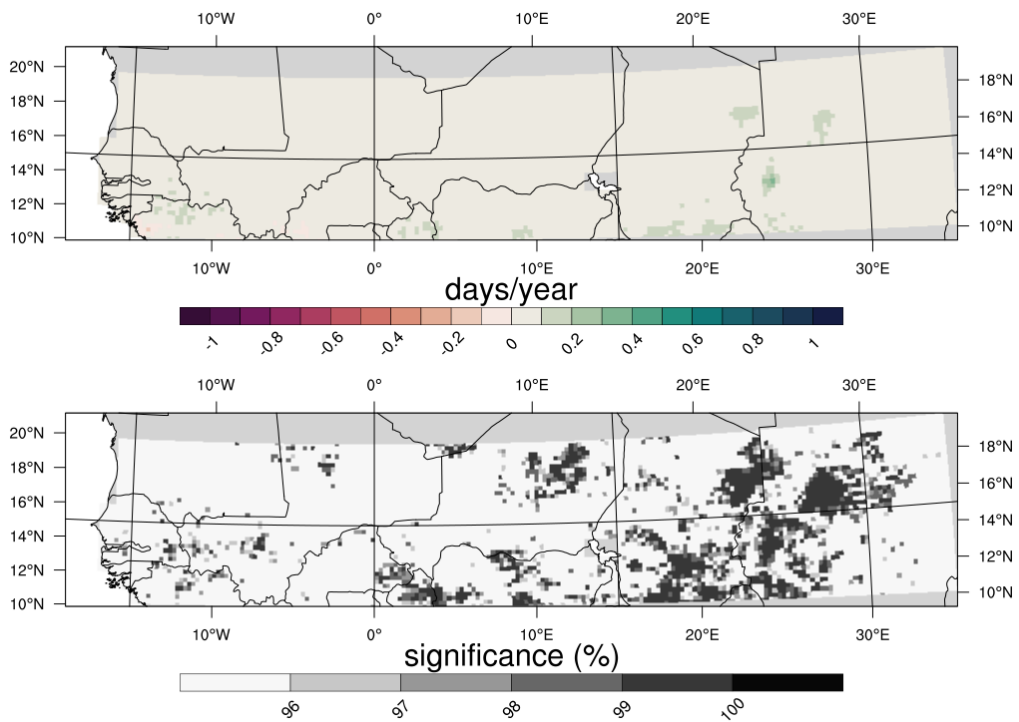 10°W 0° 10°E 20°E 30°E
20°N 18°N
18°N 16°N
16°N 14°N
14°N 12°N
12°N 10°N
10°N
10°W 0° 10°E 20°E 30°E
days/year
-1 -0.8 -0.6 -0.4 -0.2 0 0.2 0.4 0.6 0.8 1
10°W 0° 10°E 20°E 30°E
20°N 18°N
18°N 16°N
16°N 14°N
14°N 12°N
12°N 10°N
10°N
10°W 0° 10°E 20°E 30°E
significance (%)
96 97 98 99 100